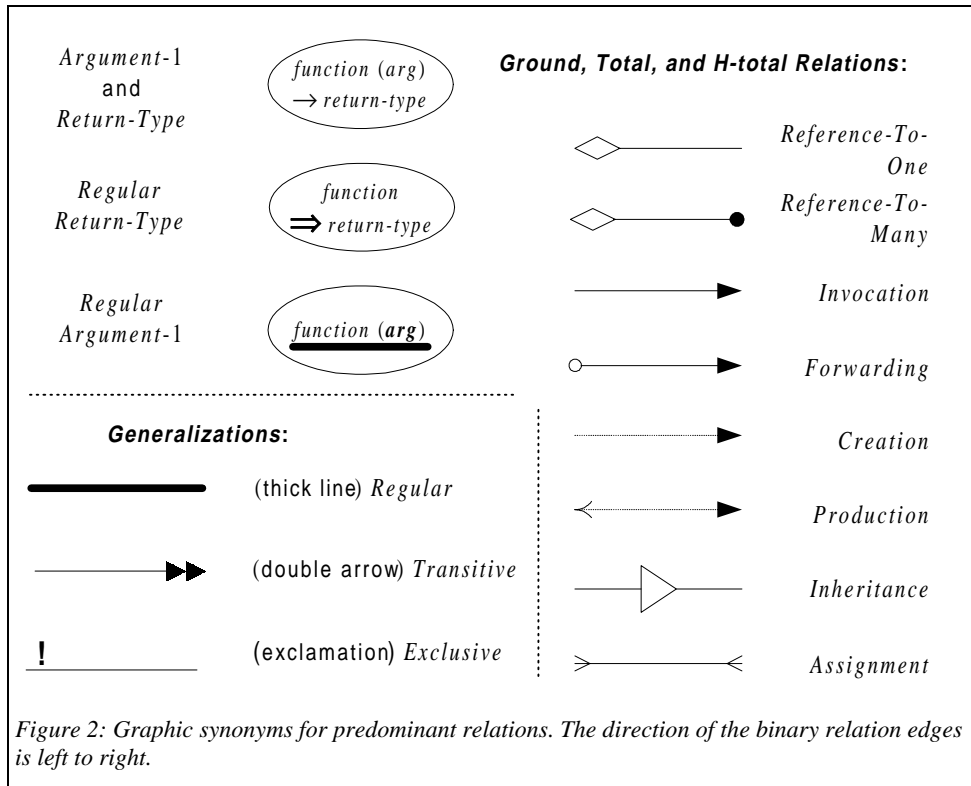 Argument-1
and
Return-Type
function (arg)
→ return-type
Regular
Return-Type
function
⇒ return-type
Regular
Argument-1
function (arg)
Generalizations:
(thick line) Regular
(double arrow) Transitive
!
(exclamation) Exclusive
Ground, Total, and H-total Relations:
Reference-To-
One
Reference-To-
Many
Invocation
Forwarding
Creation
Production
Inheritance
Assignment
Figure 2: Graphic synonyms for predominant relations. The direction of the binary relation edges
is left to right.